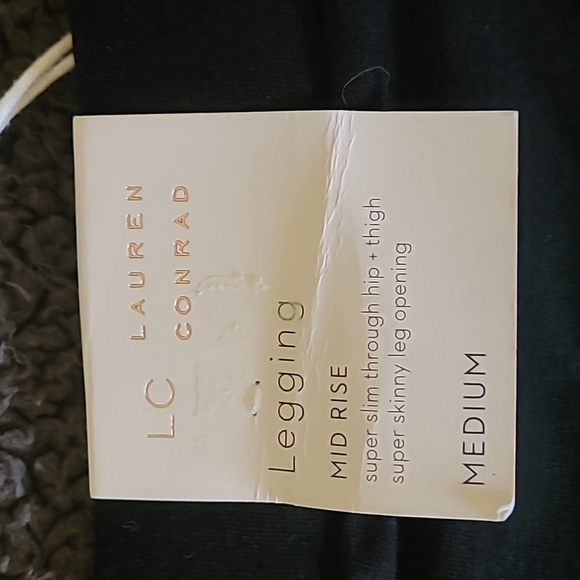 LC LAUREN
CONRAD
Legging
MID RISE
super slim through hip + thigh
super skinny leg opening
MEDIUM